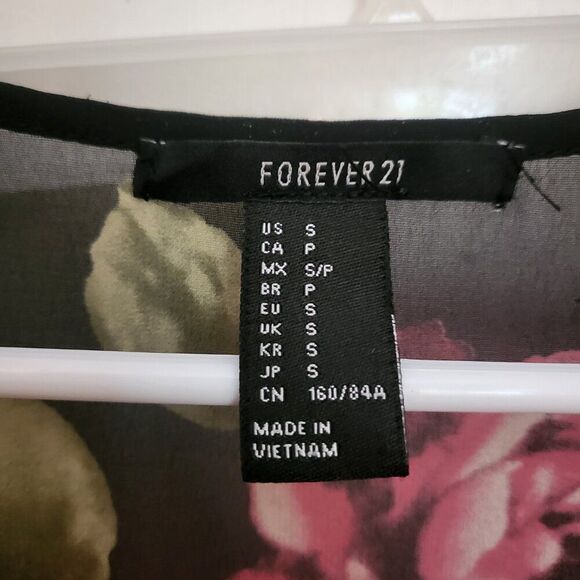 FOREVER 21
US S
CA P
MX S/P
BR P
EU S
UK S
KR S
JP S
CN 160/84A
MADE IN
VIETNAM